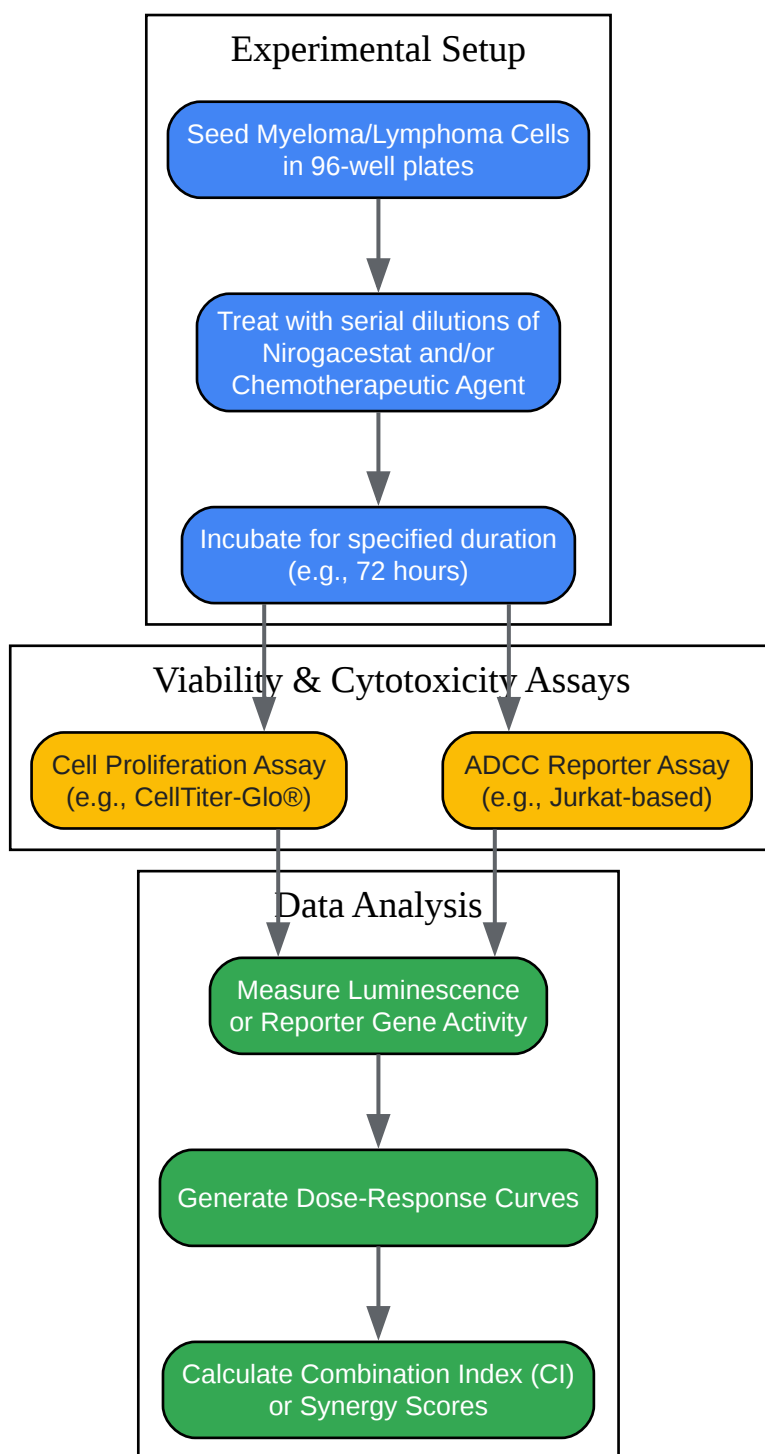 Experimental Setup
Seed Myeloma/Lymphoma Cells
in 96-well plates
Treat with serial dilutions of
Nirogacestat and/or
Chemotherapeutic Agent
Incubate for specified duration
(e.g., 72 hours)
Viability & Cytotoxicity Assays
Cell Proliferation Assay
(e.g., CellTiter-Glo®)
ADCC Reporter Assay
(e.g., Jurkat-based)
Data Analysis
Measure Luminescence
or Reporter Gene Activity
Generate Dose-Response Curves
Calculate Combination Index (CI)
or Synergy Scores